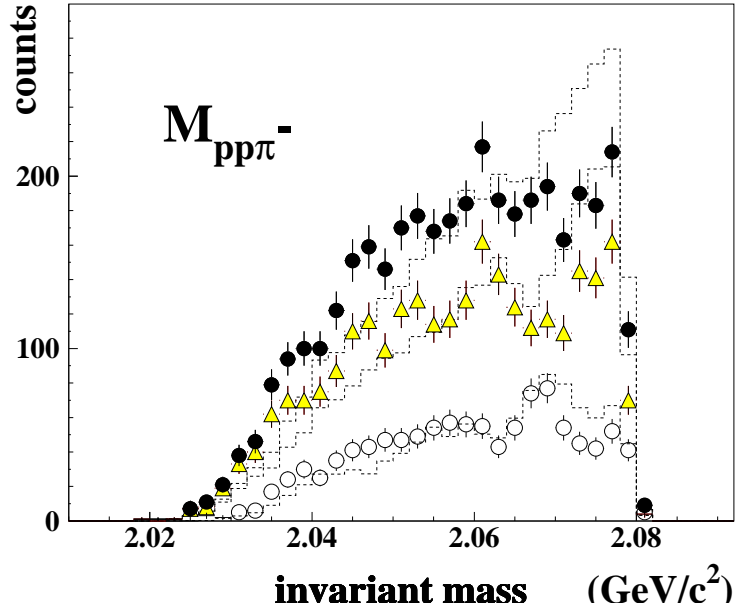 counts
M_ppπ-
200
100
0
2.02 2.04 2.06 2.08
invariant mass (GeV/c²)